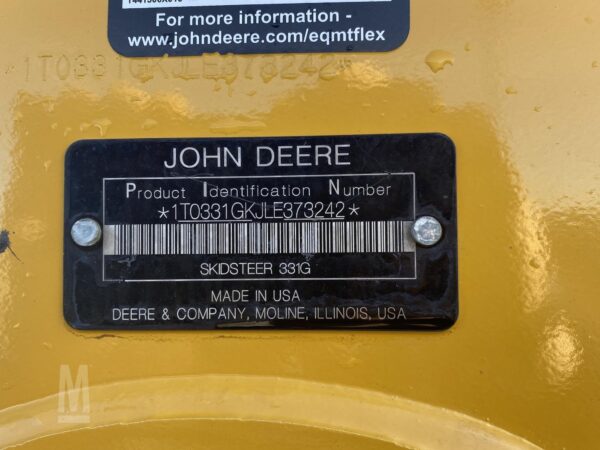 For more information -
www.johndeere.com/eqmtflex
1T0331GKJLE373242*
JOHN DEERE
Product Identification Number
*1T0331GKJLE373242*
SKIDSTEER 331G
MADE IN USA
DEERE & COMPANY, MOLINE, ILLINOIS, USA
M